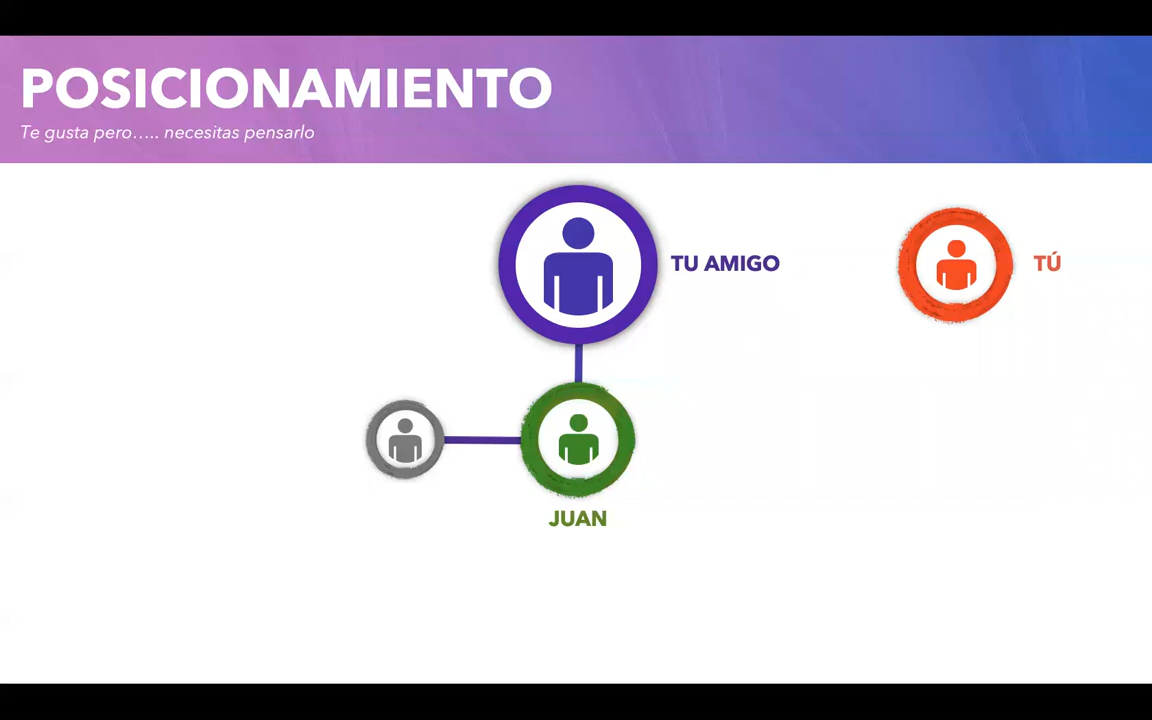 POSICIONAMIENTO
Te gusta pero….. necesitas pensarlo
TU AMIGO
TÚ
JUAN